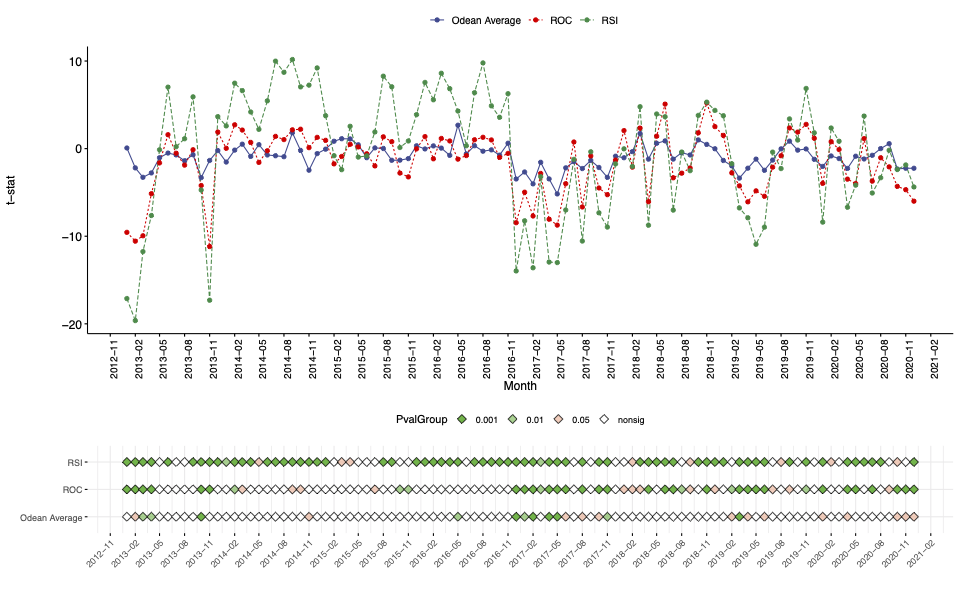 Odean Average ROC RSI
t−stat
10
0
−10
−20
2012−11 2013−02 2013−05 2013−08 2013−11 2014−02 2014−05 2014−08 2014−11 2015−02 2015−05 2015−08 2015−11 2016−02 2016−05 2016−08 2016−11 2017−02 2017−05 2017−08 2017−11 2018−02 2018−05 2018−08 2018−11 2019−02 2019−05 2019−08 2019−11 2020−02 2020−05 2020−08 2020−11 2021−02
Month
PvalGroup 0.001 0.01 0.05 nonsig
RSI
ROC
Odean Average
2012−11 2013−02 2013−05 2013−08 2013−11 2014−02 2014−05 2014−08 2014−11 2015−02 2015−05 2015−08 2015−11 2016−02 2016−05 2016−08 2016−11 2017−02 2017−05 2017−08 2017−11 2018−02 2018−05 2018−08 2018−11 2019−02 2019−05 2019−08 2019−11 2020−02 2020−05 2020−08 2020−11 2021−02